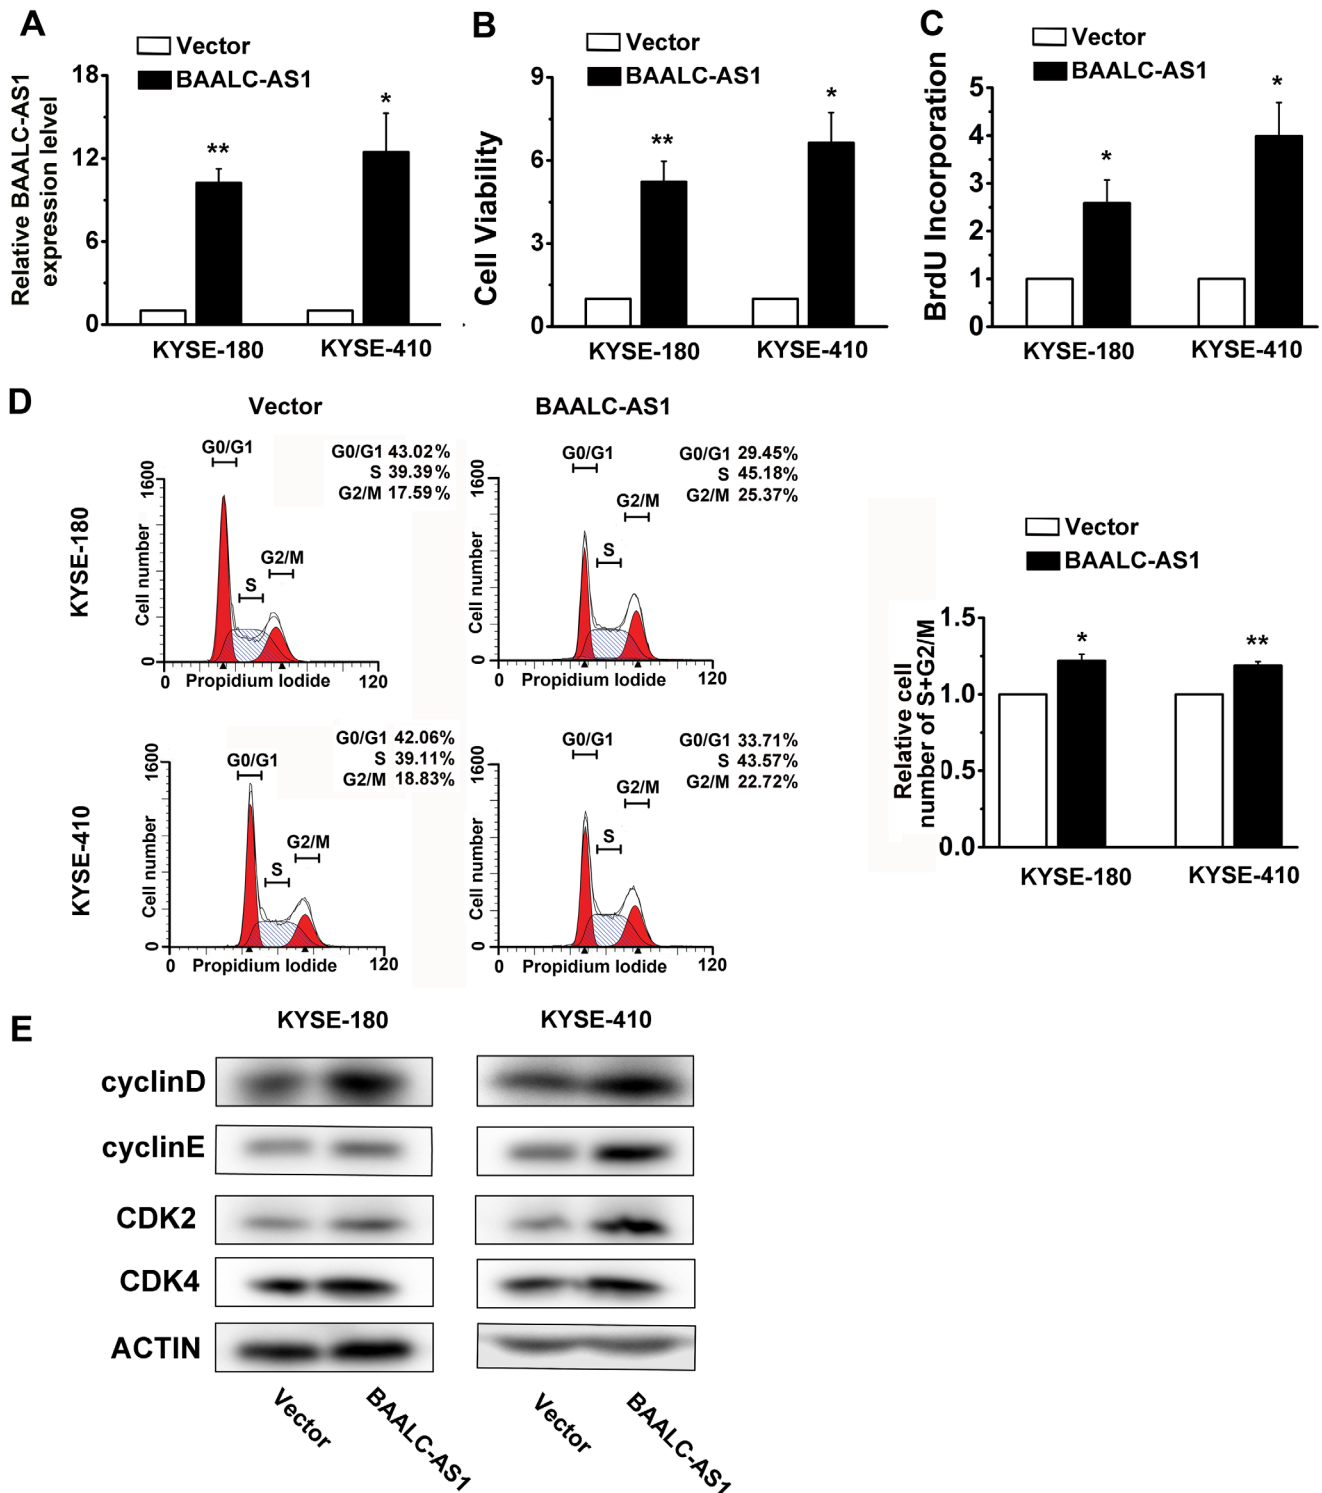 A
Vector
BAALC-AS1
Relative BAALC-AS1
expression level
18
12
6
0
**
*
KYSE-180
KYSE-410
B
Vector
BAALC-AS1
Cell Viability
9
6
3
0
**
*
KYSE-180
KYSE-410
C
Vector
BAALC-AS1
BrdU Incorporation
5
4
3
2
1
0
*
*
KYSE-180
KYSE-410
D
Vector
BAALC-AS1
KYSE-180
G0/G1
G0/G1 43.02%
S 39.39%
G2/M 17.59%
1600
Cell number
0
S
G2/M
0
Propidium Iodide
120
G0/G1
G0/G1 29.45%
S 45.18%
G2/M 25.37%
1600
Cell number
0
S
G2/M
0
Propidium Iodide
120
KYSE-410
G0/G1
G0/G1 42.06%
S 39.11%
G2/M 18.83%
1600
Cell number
0
S
G2/M
0
Propidium Iodide
120
G0/G1
G0/G1 33.71%
S 43.57%
G2/M 22.72%
1600
Cell number
0
S
G2/M
0
Propidium Iodide
120
Vector
BAALC-AS1
Relative cell
number of S+G2/M
1.5
1.0
0.5
0.0
*
**
KYSE-180
KYSE-410
E
KYSE-180
KYSE-410
cyclinD
cyclinE
CDK2
CDK4
ACTIN
Vector
BAALC-AS1
Vector
BAALC-AS1